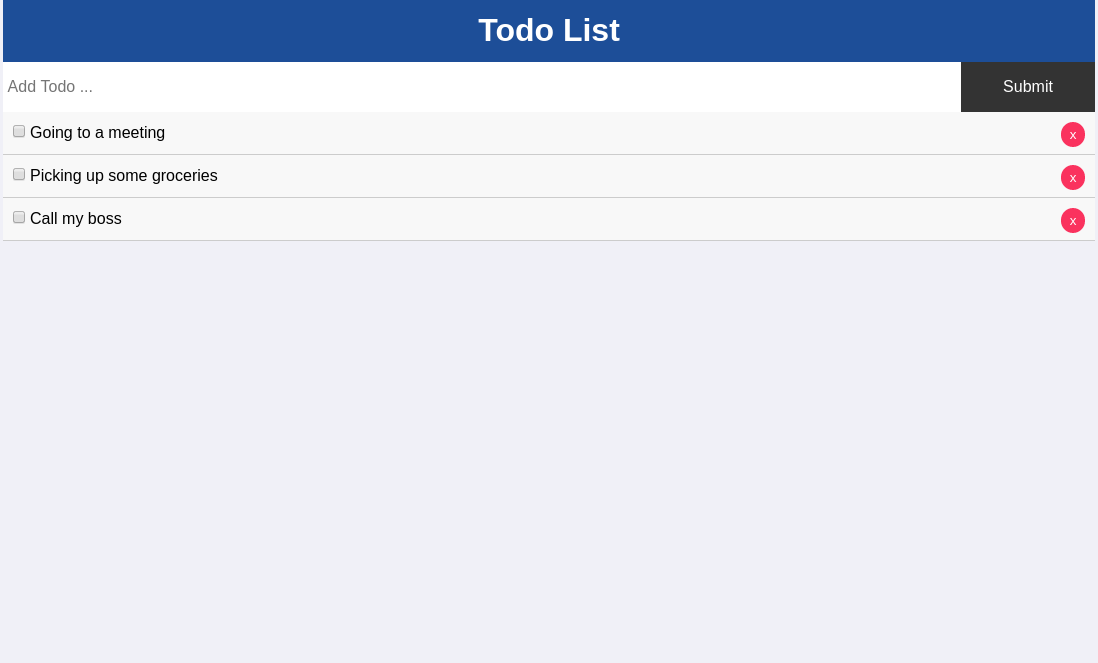 Todo List
Add Todo ... Submit
Going to a meeting x
Picking up some groceries x
Call my boss x